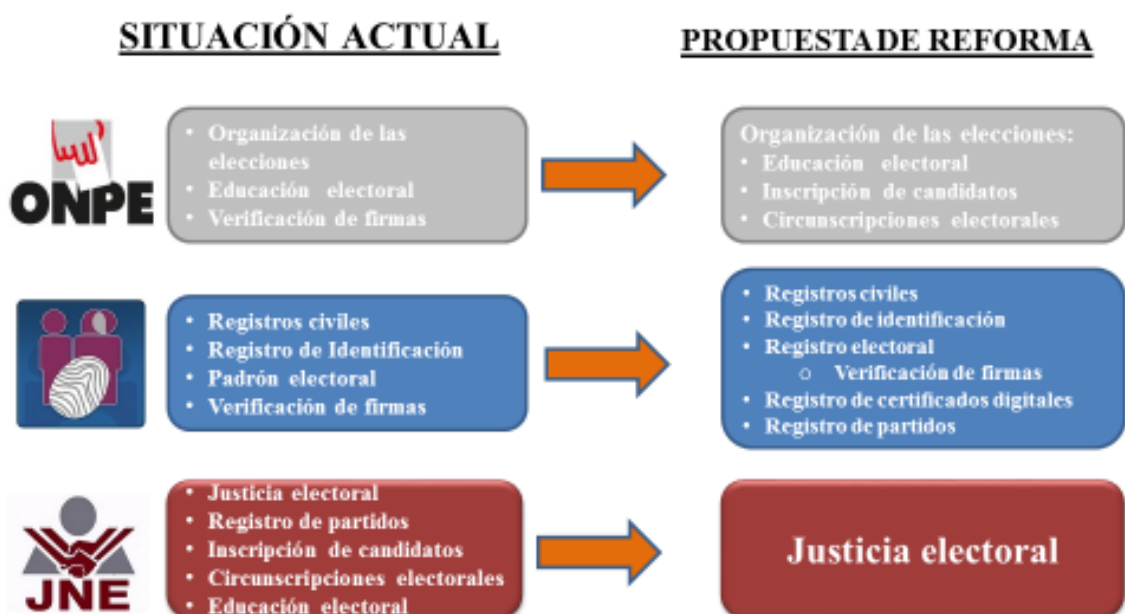 SITUACIÓN ACTUAL
PROPUESTA DE REFORMA
ONPE
• Organización de las
elecciones
• Educación electoral
• Verificación de firmas
Organización de las elecciones:
• Educación electoral
• Inscripción de candidatos
• Circunscripciones electorales
• Registros civiles
• Registro de Identificación
• Padrón electoral
• Verificación de firmas
• Registros civiles
• Registro de identificación
• Registro electoral
o Verificación de firmas
• Registro de certificados digitales
• Registro de partidos
JNE
• Justicia electoral
• Registro de partidos
• Inscripción de candidatos
• Circunscripciones electorales
• Educación electoral
Justicia electoral